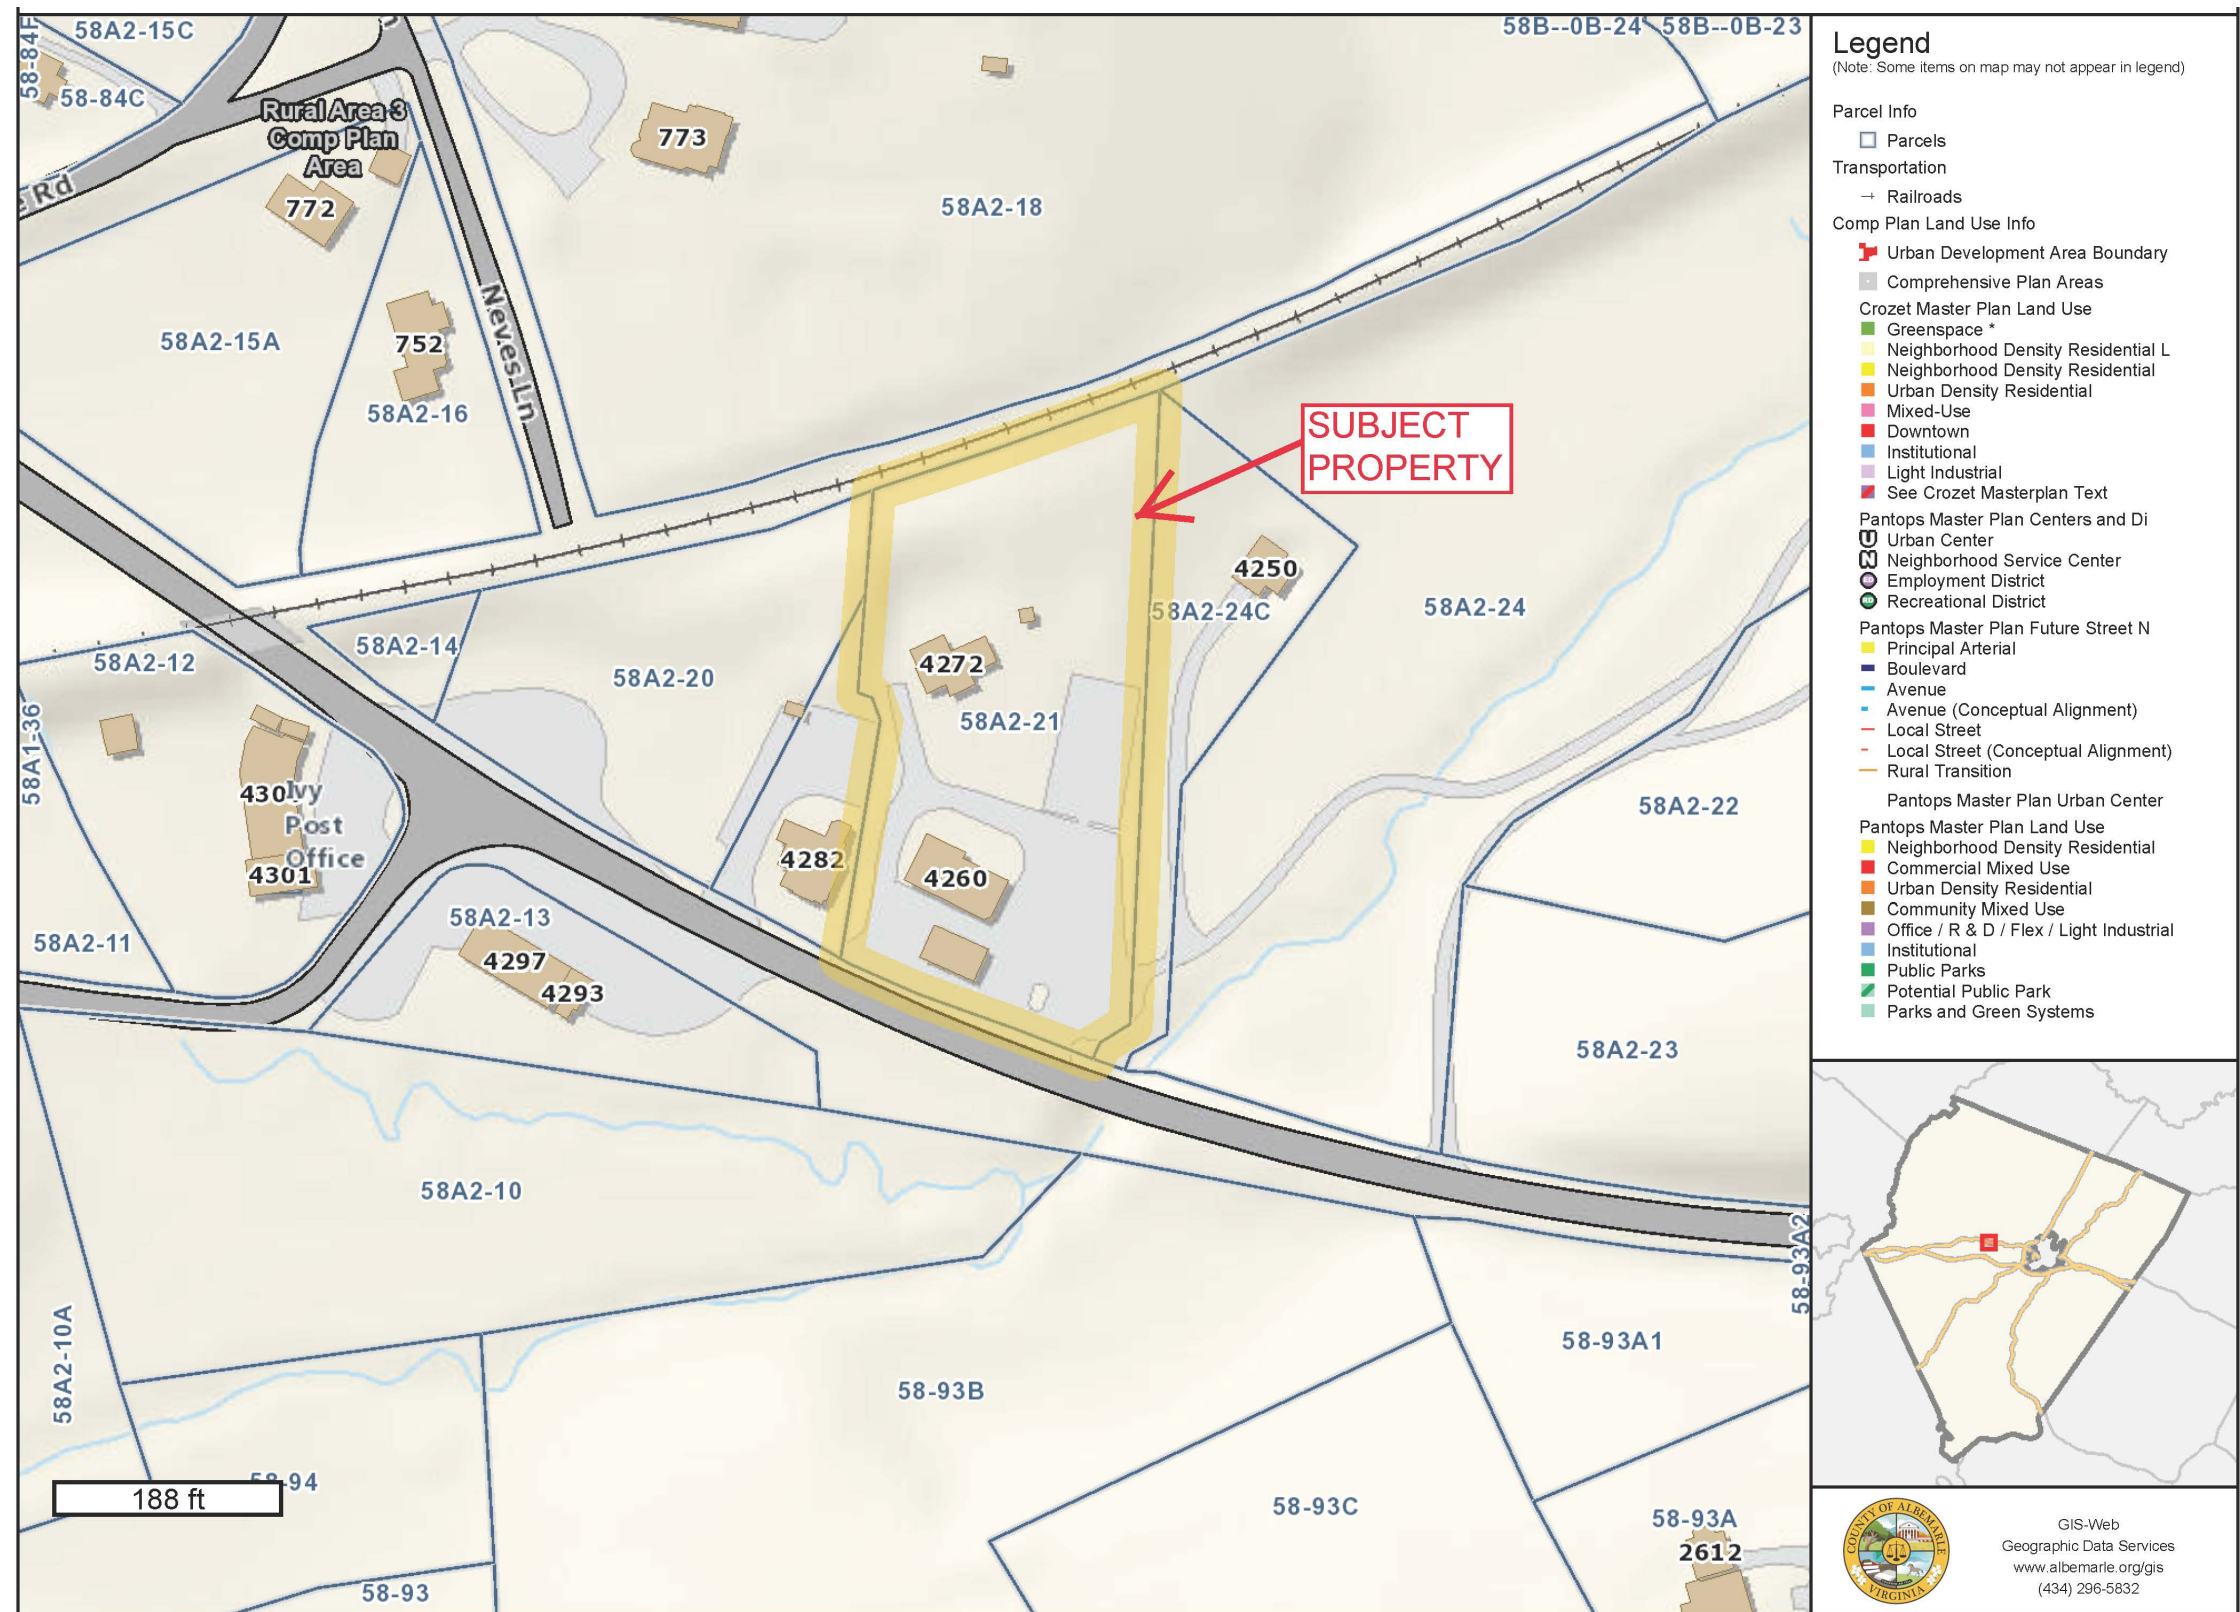 58A2-15C
58B--0B-24
58B--0B-23
58-84F
58-84C
Rural Area 3
Comp Plan
Area
773
e Rd
772
58A2-18
Neves Ln
58A2-15A
752
58A2-16
SUBJECT
PROPERTY
4250
58A2-24C
58A2-24
58A2-14
58A2-12
58A2-20
4272
58A2-21
58A1-36
430
Ivy
Post
Office
4301
58A2-22
4282
4260
58A2-13
58A2-11
4297
4293
58A2-23
58A2-10
58-93A2
58A2-10A
58-93A1
58-93B
58-94
188 ft
58-93C
58-93A
2612
58-93
Legend
(Note: Some items on map may not appear in legend)
Parcel Info
Parcels
Transportation
Railroads
Comp Plan Land Use Info
Urban Development Area Boundary
Comprehensive Plan Areas
Crozet Master Plan Land Use
Greenspace *
Neighborhood Density Residential L
Neighborhood Density Residential
Urban Density Residential
Mixed-Use
Downtown
Institutional
Light Industrial
See Crozet Masterplan Text
Pantops Master Plan Centers and Di
U Urban Center
N Neighborhood Service Center
ED Employment District
RD Recreational District
Pantops Master Plan Future Street N
Principal Arterial
Boulevard
Avenue
Avenue (Conceptual Alignment)
Local Street
Local Street (Conceptual Alignment)
Rural Transition
Pantops Master Plan Urban Center
Pantops Master Plan Land Use
Neighborhood Density Residential
Commercial Mixed Use
Urban Density Residential
Community Mixed Use
Office / R & D / Flex / Light Industrial
Institutional
Public Parks
Potential Public Park
Parks and Green Systems
COUNTY OF ALBEMARLE
VIRGINIA
GIS-Web
Geographic Data Services
www.albemarle.org/gis
(434) 296-5832